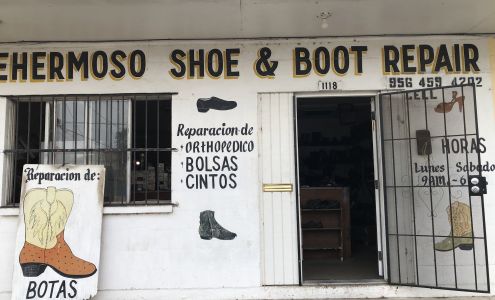 EHERMOSO SHOE & BOOT REPAIR
1118
956 459 4202
CELL
Reparacion de
ORTHOPEDICO
BOLSAS
CINTOS
HORAS
Lunes Sabado
9AM-6
Reparacion de:
BOTAS